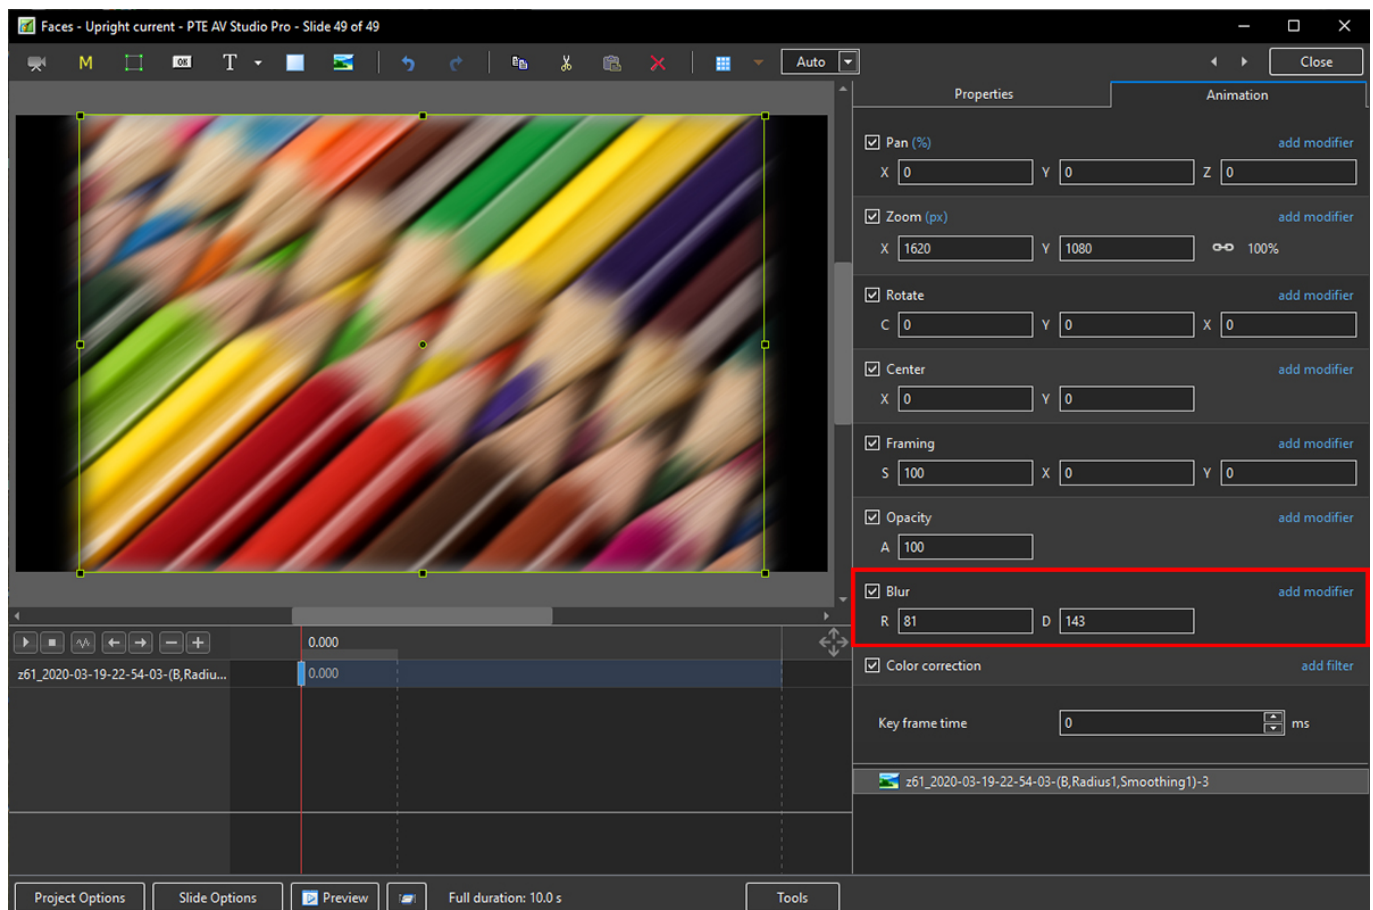 Faces - Upright current - PTE AV Studio Pro - Slide 49 of 49
M OK T Auto Close
Properties Animation
Pan (%) add modifier
X 0 Y 0 Z 0
Zoom (px) add modifier
X 1620 Y 1080 100%
Rotate add modifier
C 0 Y 0 X 0
Center add modifier
X 0 Y 0
Framing add modifier
S 100 X 0 Y 0
Opacity add modifier
A 100
Blur add modifier
R 81 D 143
Color correction add filter
Key frame time 0 ms
z61_2020-03-19-22-54-03-(B,Radius1,Smoothing1)-3
0.000
z61_2020-03-19-22-54-03-(B,Radiu... 0.000
Project Options Slide Options Preview Full duration: 10.0 s Tools